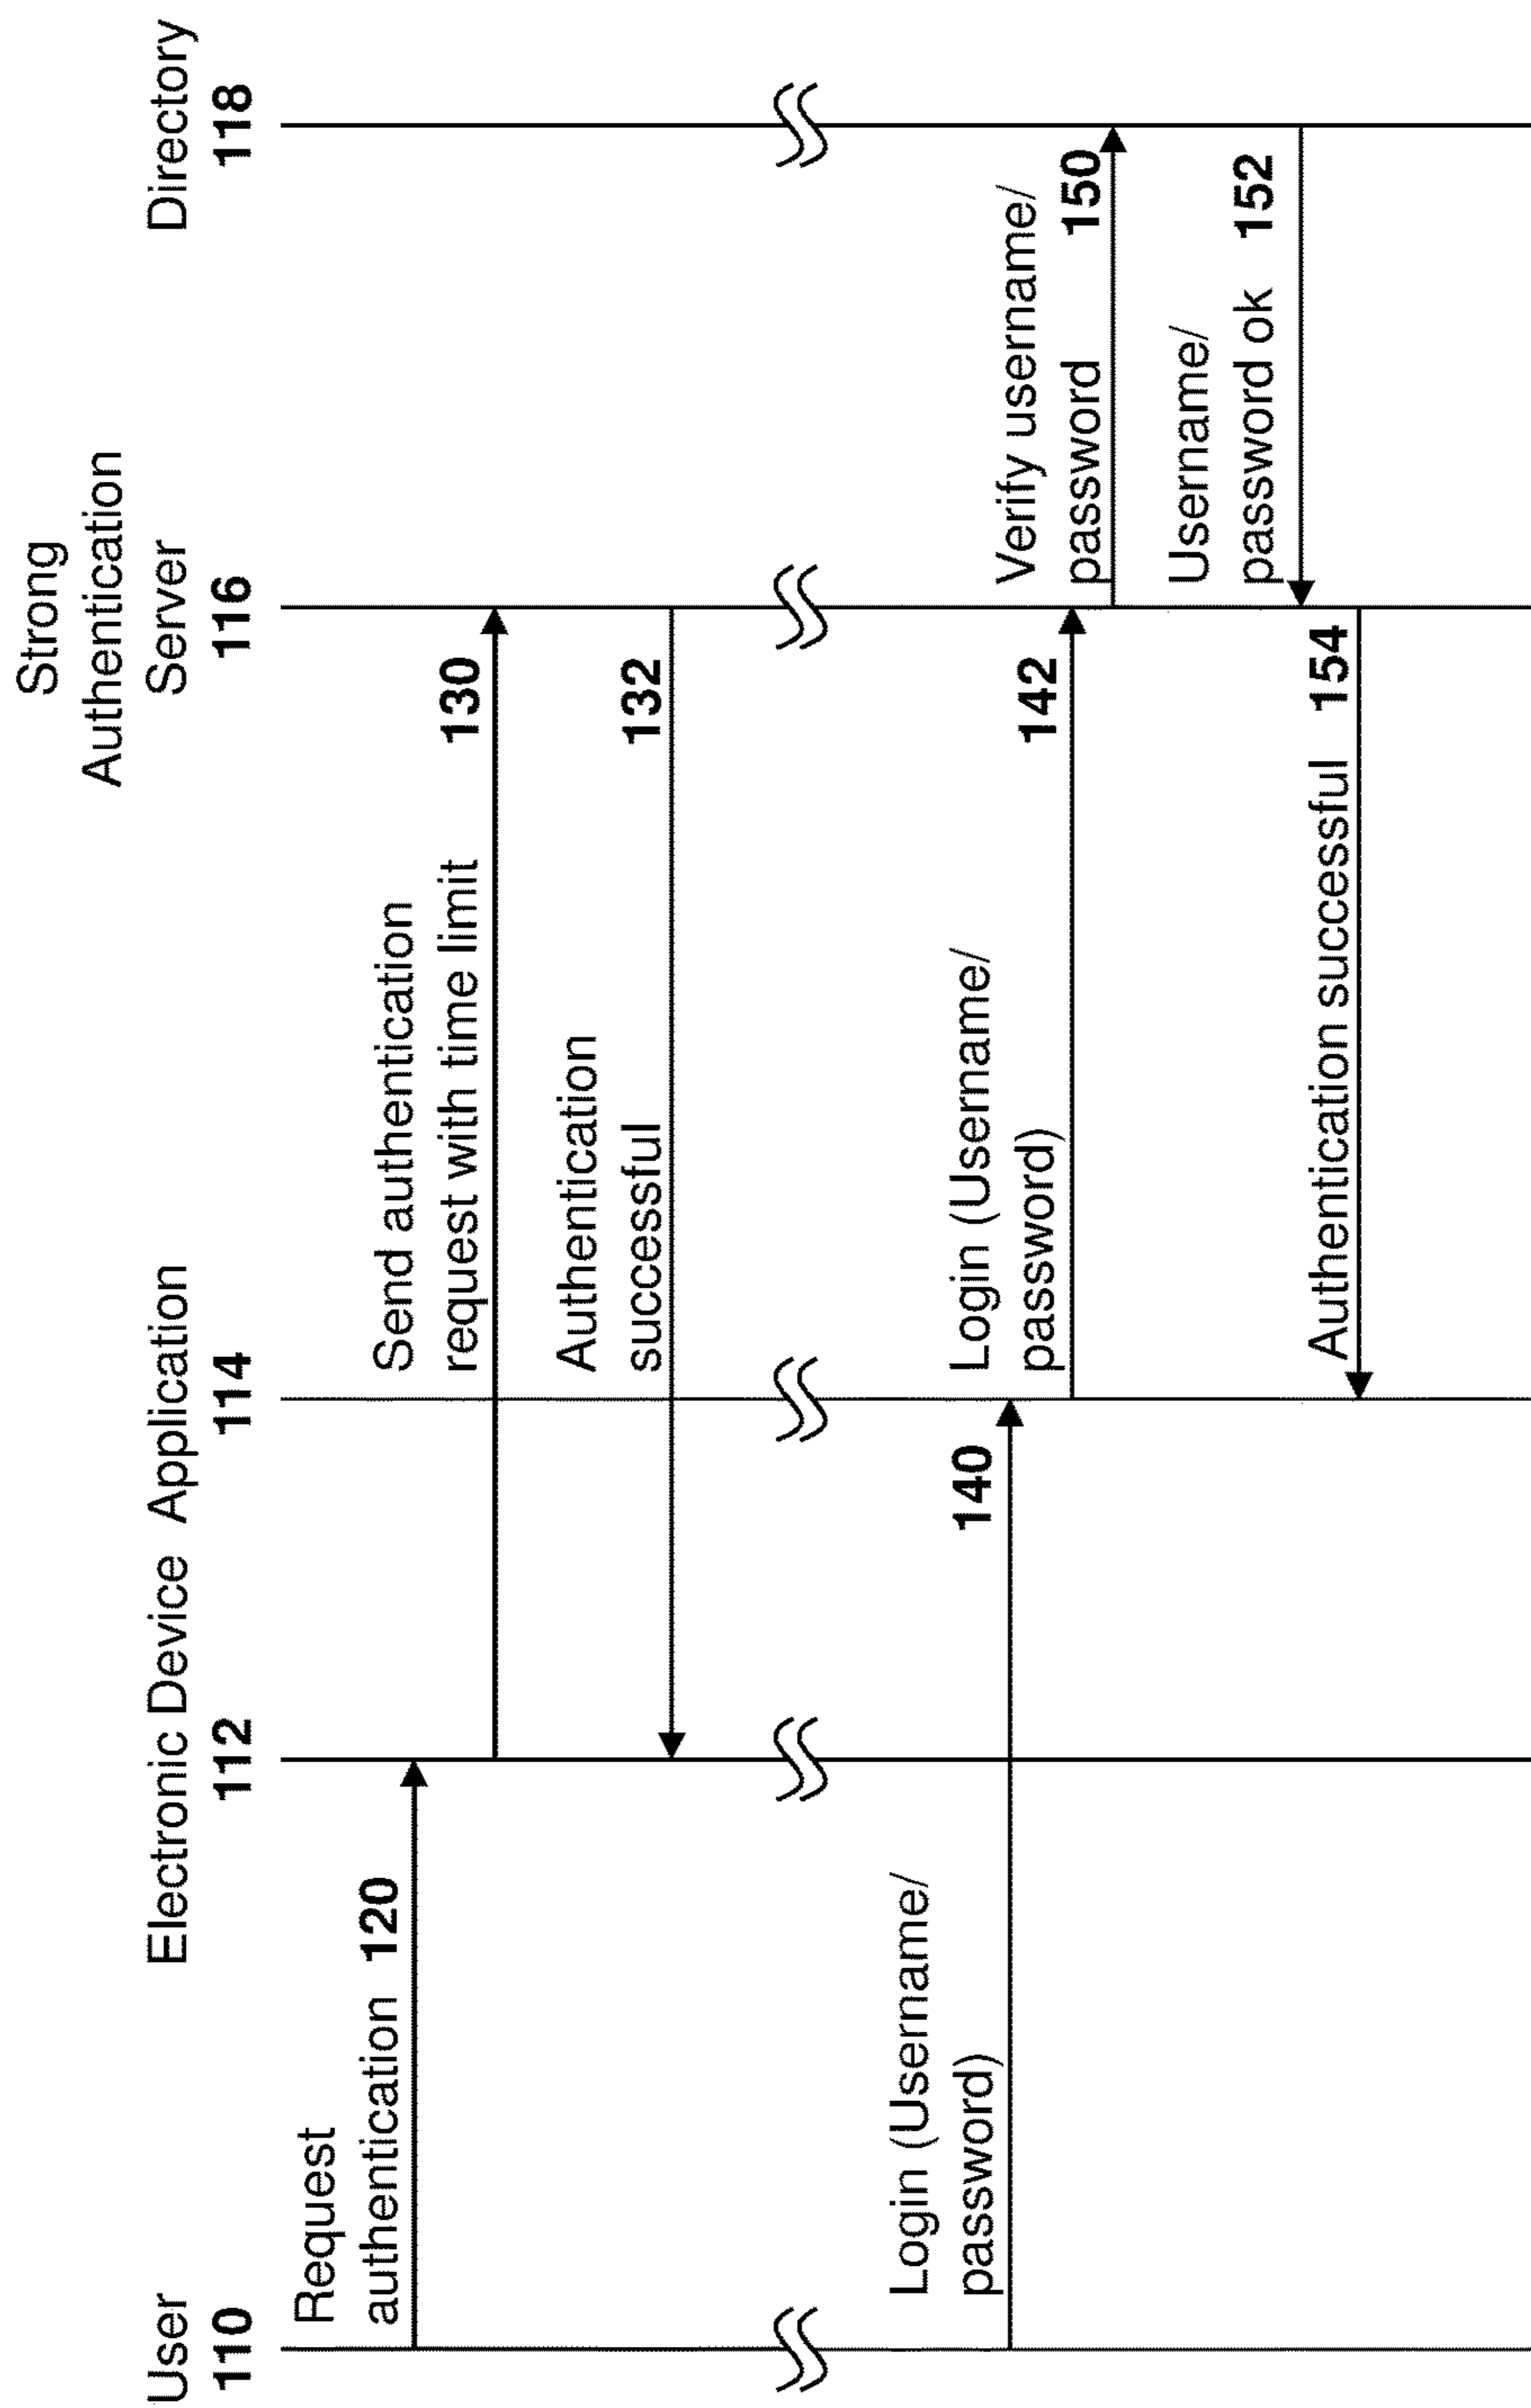 User
110
Electronic Device
112
Application
114
Strong
Authentication
Server
116
Directory
118
Request
authentication 120
Send authentication
request with time limit 130
Authentication
successful 132
Login (Username/
password) 140
Login (Username/
password) 142
Verify username/
password 150
Username/
password ok 152
Authentication successful 154